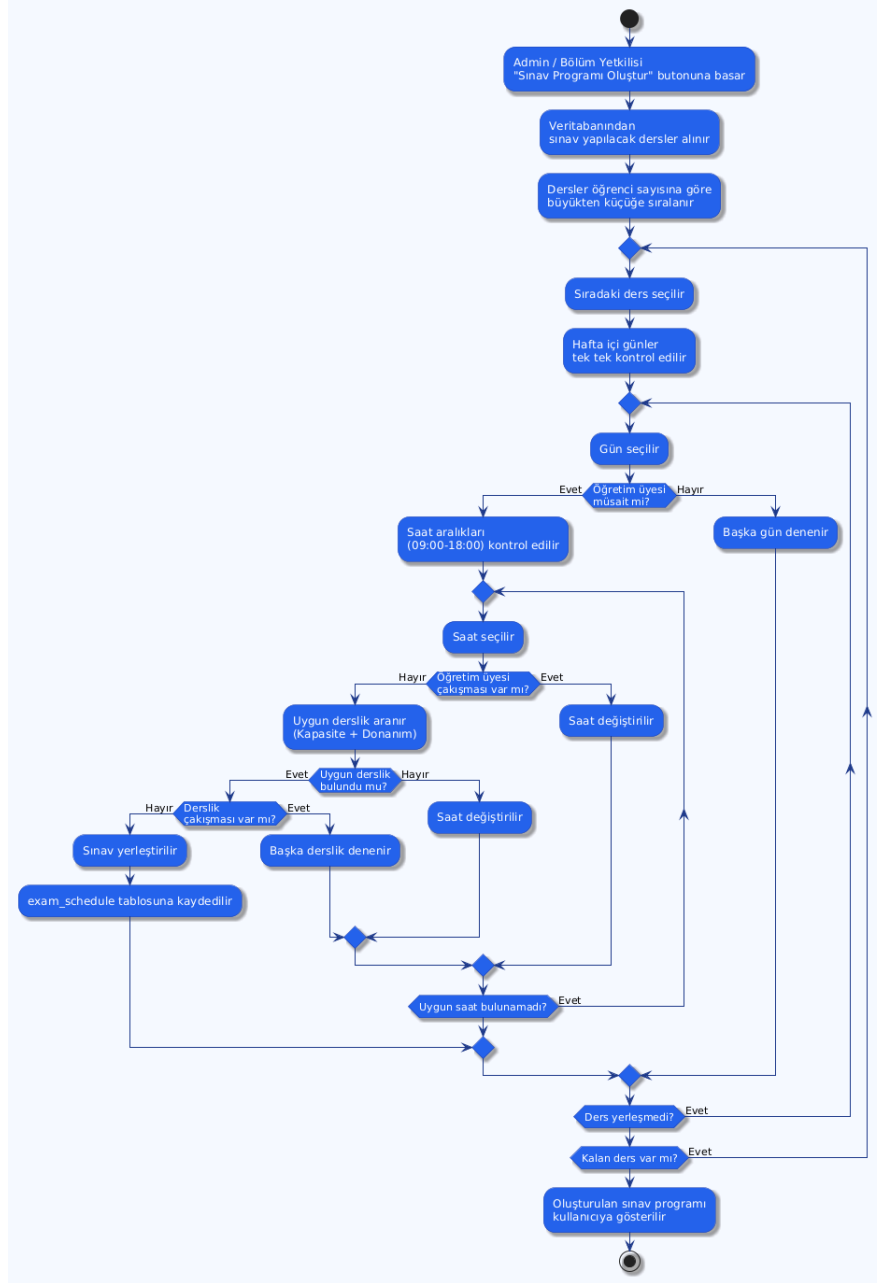 Admin / Bölüm Yetkilisi
"Sınav Programı Oluştur" butonuna basar
Veritabanından
sınav yapılacak dersler alınır
Dersler öğrenci sayısına göre
büyükten küçüğe sıralanır
Sıradaki ders seçilir
Hafta içi günler
tek tek kontrol edilir
Gün seçilir
Evet
Öğretim üyesi
müsait mi?
Hayır
Saat aralıkları
(09:00-18:00) kontrol edilir
Başka gün denenir
Saat seçilir
Hayır
Öğretim üyesi
çakışması var mı?
Evet
Uygun derslik aranır
(Kapasite + Donanım)
Saat değiştirilir
Evet
Uygun derslik
bulundu mu?
Hayır
Hayır
Derslik
çakışması var mı?
Evet
Saat değiştirilir
Sınav yerleştirilir
Başka derslik denenir
exam_schedule tablosuna kaydedilir
Uygun saat bulunamadı?
Evet
Ders yerleşmedi?
Evet
Kalan ders var mı?
Evet
Oluşturulan sınav programı
kullanıcıya gösterilir